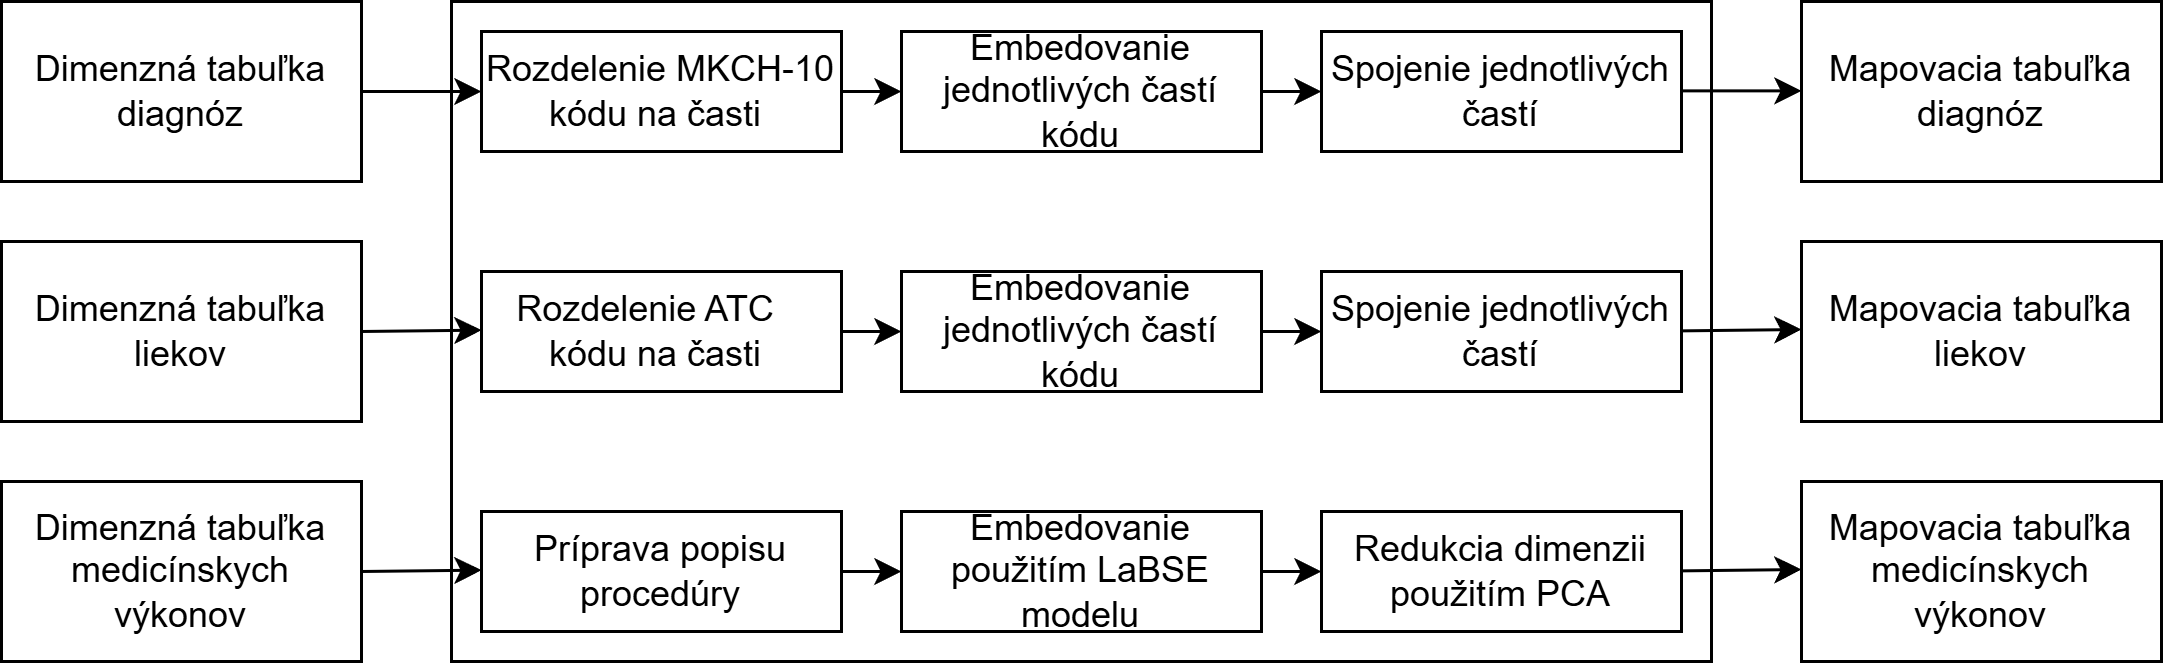 Dimenzná tabuľka
diagnóz
Rozdelenie MKCH-10
kódu na časti
Embedovanie
jednotlivých častí
kódu
Spojenie jednotlivých
častí
Mapovacia tabuľka
diagnóz
Dimenzná tabuľka
liekov
Rozdelenie ATC
kódu na časti
Embedovanie
jednotlivých častí
kódu
Spojenie jednotlivých
častí
Mapovacia tabuľka
liekov
Dimenzná tabuľka
medicínskych
výkonov
Príprava popisu
procedúry
Embedovanie
použitím LaBSE
modelu
Redukcia dimenzii
použitím PCA
Mapovacia tabuľka
medicínskych
výkonov